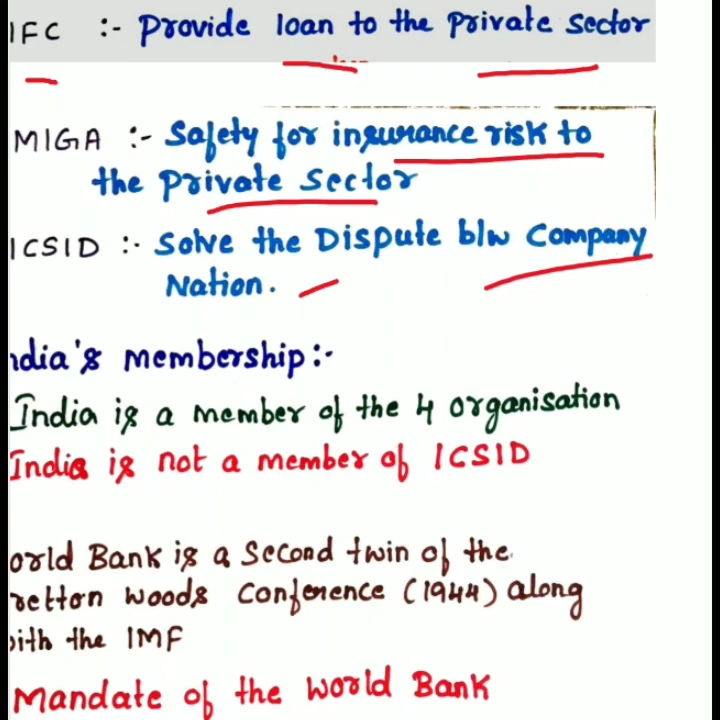 IFC :- Provide loan to the private sector
MIGA :- Safety for insurance risk to
the private sector
ICSID :- Solve the Dispute b/w Company
Nation.
ndia's membership:-
India is a member of the 4 organisation
India is not a member of ICSID
orld Bank is a second twin of the
retton woods Conference (1944) along
ith the IMF
Mandate of the world Bank